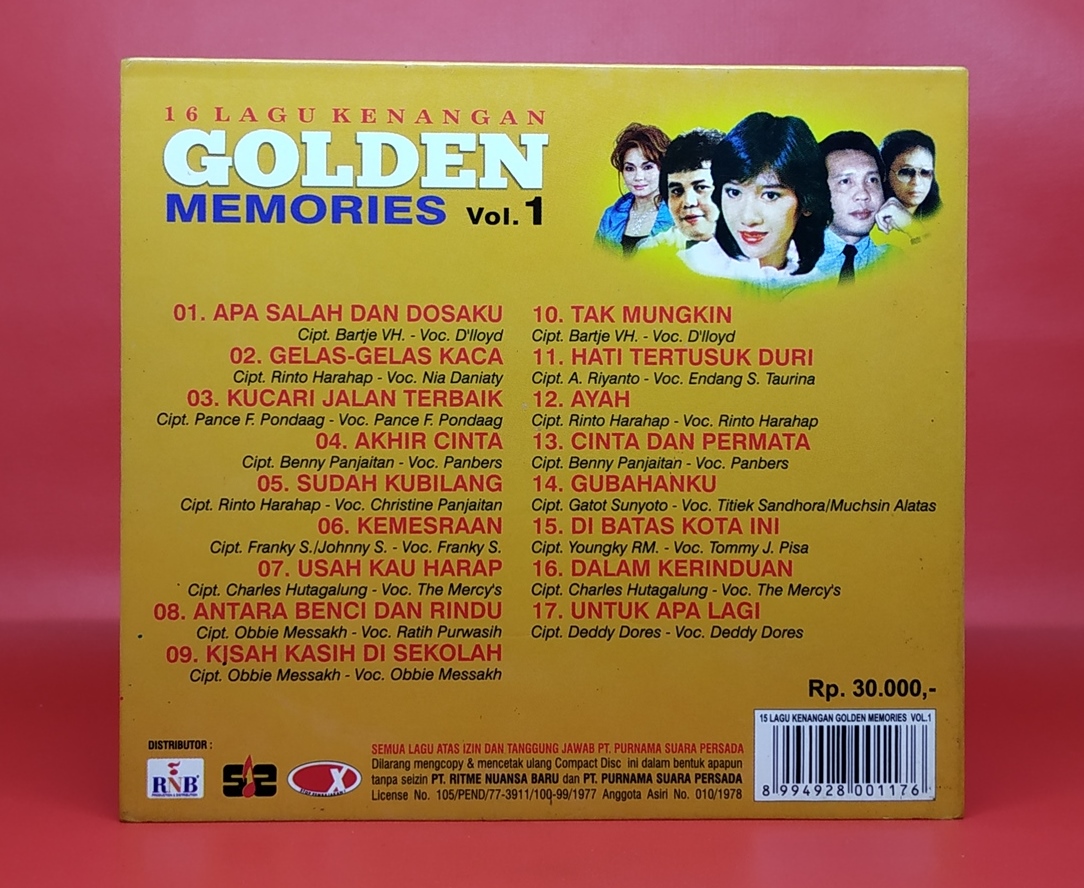 16 LAGU KENANGAN
GOLDEN
MEMORIES Vol.1
01. APA SALAH DAN DOSAKU
Cipt. Bartje VH. - Voc. D'lloyd
02. GELAS-GELAS KACA
Cipt. Rinto Harahap - Voc. Nia Daniaty
03. KUCARI JALAN TERBAIK
Cipt. Pance F. Pondaag - Voc. Pance F. Pondaag
04. AKHIR CINTA
Cipt. Benny Panjaitan - Voc. Panbers
05. SUDAH KUBILANG
Cipt. Rinto Harahap - Voc. Christine Panjaitan
06. KEMESRAAN
Cipt. Franky S./Johnny S. - Voc. Franky S.
07. USAH KAU HARAP
Cipt. Charles Hutagalung - Voc. The Mercy's
08. ANTARA BENCI DAN RINDU
Cipt. Obbie Messakh - Voc. Ratih Purwasih
09. KISAH KASIH DI SEKOLAH
Cipt. Obbie Messakh - Voc. Obbie Messakh
10. TAK MUNGKIN
Cipt. Bartje VH. - Voc. D'lloyd
11. HATI TERTUSUK DURI
Cipt. A. Riyanto - Voc. Endang S. Taurina
12. AYAH
Cipt. Rinto Harahap - Voc. Rinto Harahap
13. CINTA DAN PERMATA
Cipt. Benny Panjaitan - Voc. Panbers
14. GUBAHANKU
Cipt. Gatot Sunyoto - Voc. Titiek Sandhora/Muchsin Alatas
15. DI BATAS KOTA INI
Cipt. Youngky RM. - Voc. Tommy J. Pisa
16. DALAM KERINDUAN
Cipt. Charles Hutagalung - Voc. The Mercy's
17. UNTUK APA LAGI
Cipt. Deddy Dores - Voc. Deddy Dores
Rp. 30.000,-
15 LAGU KENANGAN GOLDEN MEMORIES VOL.1
8 994928 001176
DISTRIBUTOR :
RNB
X
SEMUA LAGU ATAS IZIN DAN TANGGUNG JAWAB PT. PURNAMA SUARA PERSADA
Dilarang mengcopy & mencetak ulang Compact Disc ini dalam bentuk apapun
tanpa seizin PT. RITME NUANSA BARU dan PT. PURNAMA SUARA PERSADA
License No. 105/PEND/77-3911/100-99/1977 Anggota Asiri No. 010/1978